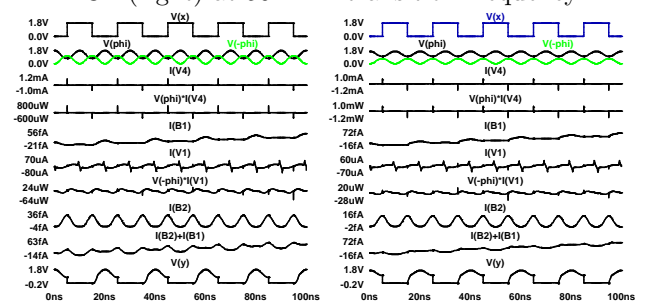 V(x)
1.8V
0.0V
V(phi) V(-phi)
1.8V
0.0V
I(V4)
1.2mA
-1.0mA
V(phi)*I(V4)
800uW
-600uW
I(B1)
56fA
-21fA
I(V1)
70uA
-80uA
V(-phi)*I(V1)
24uW
-64uW
I(B2)
36fA
-4fA
I(B2)+I(B1)
63fA
-14fA
V(y)
1.8V
-0.2V
0ns 20ns 40ns 60ns 80ns 100ns
V(x)
1.8V
0.0V
V(phi) V(-phi)
1.8V
0.0V
I(V4)
1.0mA
-1.2mA
V(phi)*I(V4)
1.0mW
-1.2mW
I(B1)
72fA
-16fA
I(V1)
60uA
-70uA
V(-phi)*I(V1)
20uW
-28uW
I(B2)
16fA
-2fA
I(B2)+I(B1)
72fA
-16fA
V(y)
1.8V
-0.2V
0ns 20ns 40ns 60ns 80ns 100ns